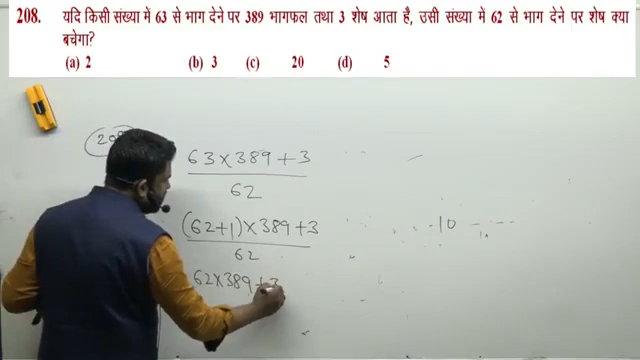 208. यदि किसी संख्या में 63 से भाग देने पर 389 भागफल तथा 3 शेष आता है, उसी संख्या में 62 से भाग देने पर शेष क्या
बचेगा?
(a) 2 (b) 3 (c) 20 (d) 5
63×389+3
62
(62+1)×389+3
62
10
62×389+3